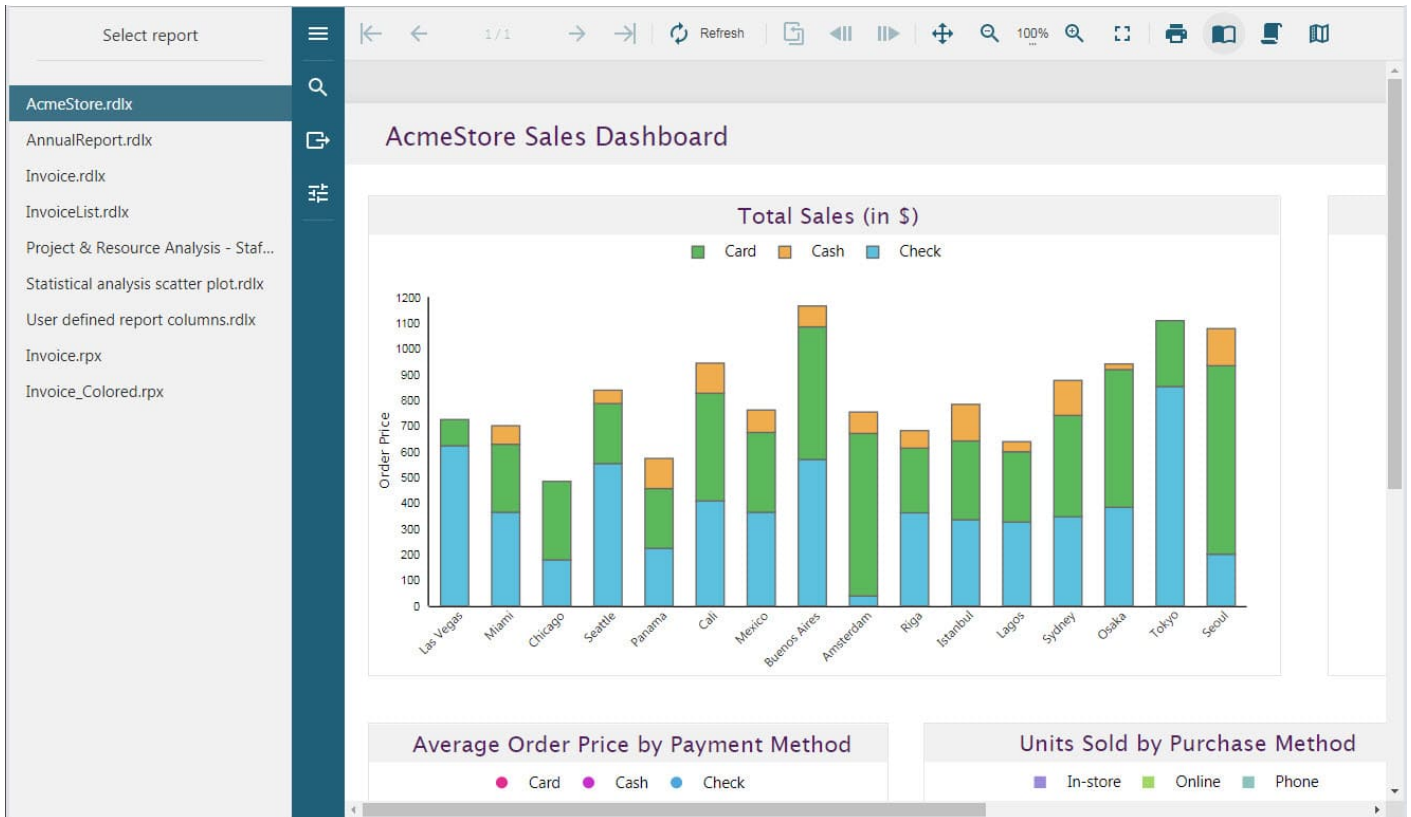 Select report
AcmeStore.rdlx
AnnualReport.rdlx
Invoice.rdlx
InvoiceList.rdlx
Project & Resource Analysis - Staf...
Statistical analysis scatter plot.rdlx
User defined report columns.rdlx
Invoice.rpx
Invoice_Colored.rpx
1/1 Refresh 100%
AcmeStore Sales Dashboard
Total Sales (in $)
Card Cash Check
Order Price
1200
1100
1000
900
800
700
600
500
400
300
200
100
0
Las Vegas Miami Chicago Seattle Panama Cali Mexico Buenos Aires Amsterdam Riga Istanbul Lagos Sydney Osaka Tokyo Seoul
Average Order Price by Payment Method
Card Cash Check
Units Sold by Purchase Method
In-store Online Phone